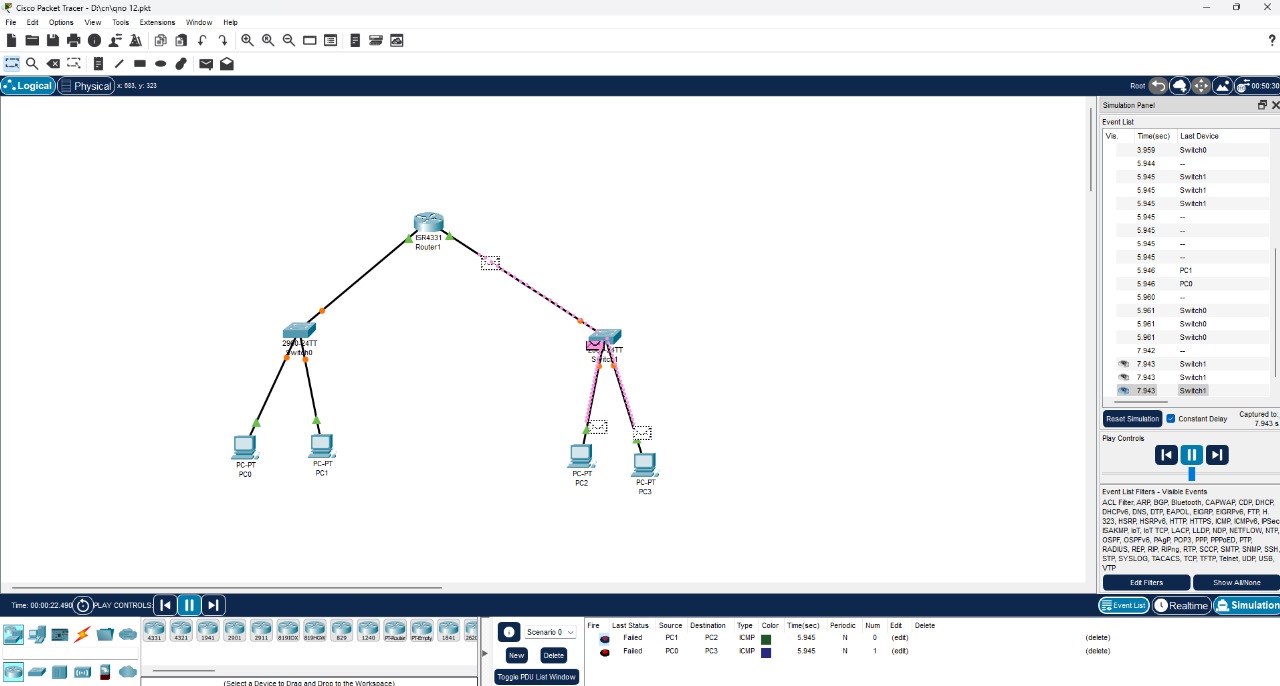 Cisco Packet Tracer - D:\cn\qno 12.pkt
File Edit Options View Tools Extensions Window Help
?
Logical Physical x: 683, y: 323 Root 00:50:30
Simulation Panel
Event List
Vis. Time(sec) Last Device
3.959 Switch0
5.944 --
5.945 Switch1
5.945 Switch1
5.945 Switch1
5.945 --
5.945 --
5.945 --
5.945 --
5.946 PC1
5.946 PC0
5.960 --
5.961 Switch0
5.961 Switch0
5.961 Switch0
7.942 --
7.943 Switch1
7.943 Switch1
7.943 Switch1
Reset Simulation Constant Delay Captured to:
7.943 s
Play Controls
Event List Filters - Visible Events
ACL Filter, ARP, BGP, Bluetooth, CAPWAP, CDP, DHCP,
DHCPv6, DNS, DTP, EAPOL, EIGRP, EIGRPv6, FTP, H.
323, HSRP, HSRPv6, HTTP, HTTPS, ICMP, ICMPv6, IPSec,
ISAKMP, IoT, IoT TCP, LACP, LLDP, NDP, NETFLOW, NTP,
OSPF, OSPFv6, PAgP, POP3, PPP, PPPoED, PTP,
RADIUS, REP, RIP, RIPng, RTP, SCCP, SMTP, SNMP, SSH,
STP, SYSLOG, TACACS, TCP, TFTP, Telnet, UDP, USB,
VTP
Edit Filters Show All/None
ISR4331
Router1
2960-24TT
Switch0
Switch1
PC-PT
PC0
PC-PT
PC1
PC-PT
PC2
PC-PT
PC3
Time: 00:00:22.490 PLAY CONTROLS: Event List Realtime Simulation
4331 4321 1941 2901 2911 819IOX 819HGW 829 1240 PT-Router PT-Empty 1841
(Select a Device to Drag and Drop to the Workspace)
Scenario 0
New Delete
Toggle PDU List Window
Fire Last Status Source Destination Type Color Time(sec) Periodic Num Edit Delete
Failed PC1 PC2 ICMP 5.945 N 0 (edit) (delete)
Failed PC0 PC3 ICMP 5.945 N 1 (edit) (delete)